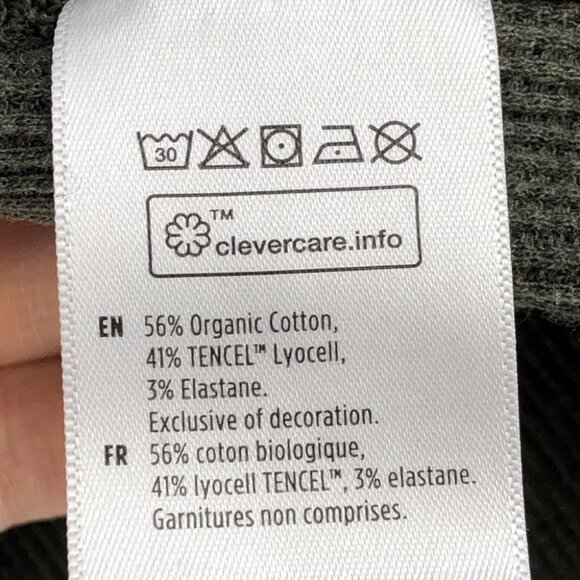 30
™
clevercare.info
EN 56% Organic Cotton,
41% TENCEL™ Lyocell,
3% Elastane.
Exclusive of decoration.
FR 56% coton biologique,
41% lyocell TENCEL™, 3% elastane.
Garnitures non comprises.